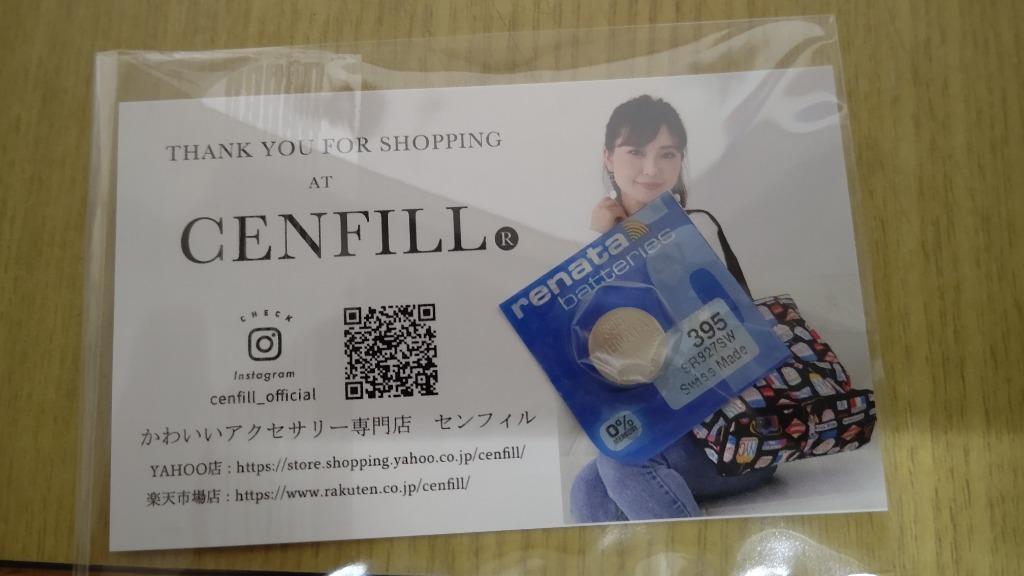 THANK YOU FOR SHOPPING
AT
CENFILL®
CHECK
Instagram
cenfill_official
かわいいアクセサリー専門店 センフィル
YAHOO店 : https://store.shopping.yahoo.co.jp/cenfill/
楽天市場店 : https://www.rakuten.co.jp/cenfill/
renata
batteries
395
SR927SW
Swiss Made
0%